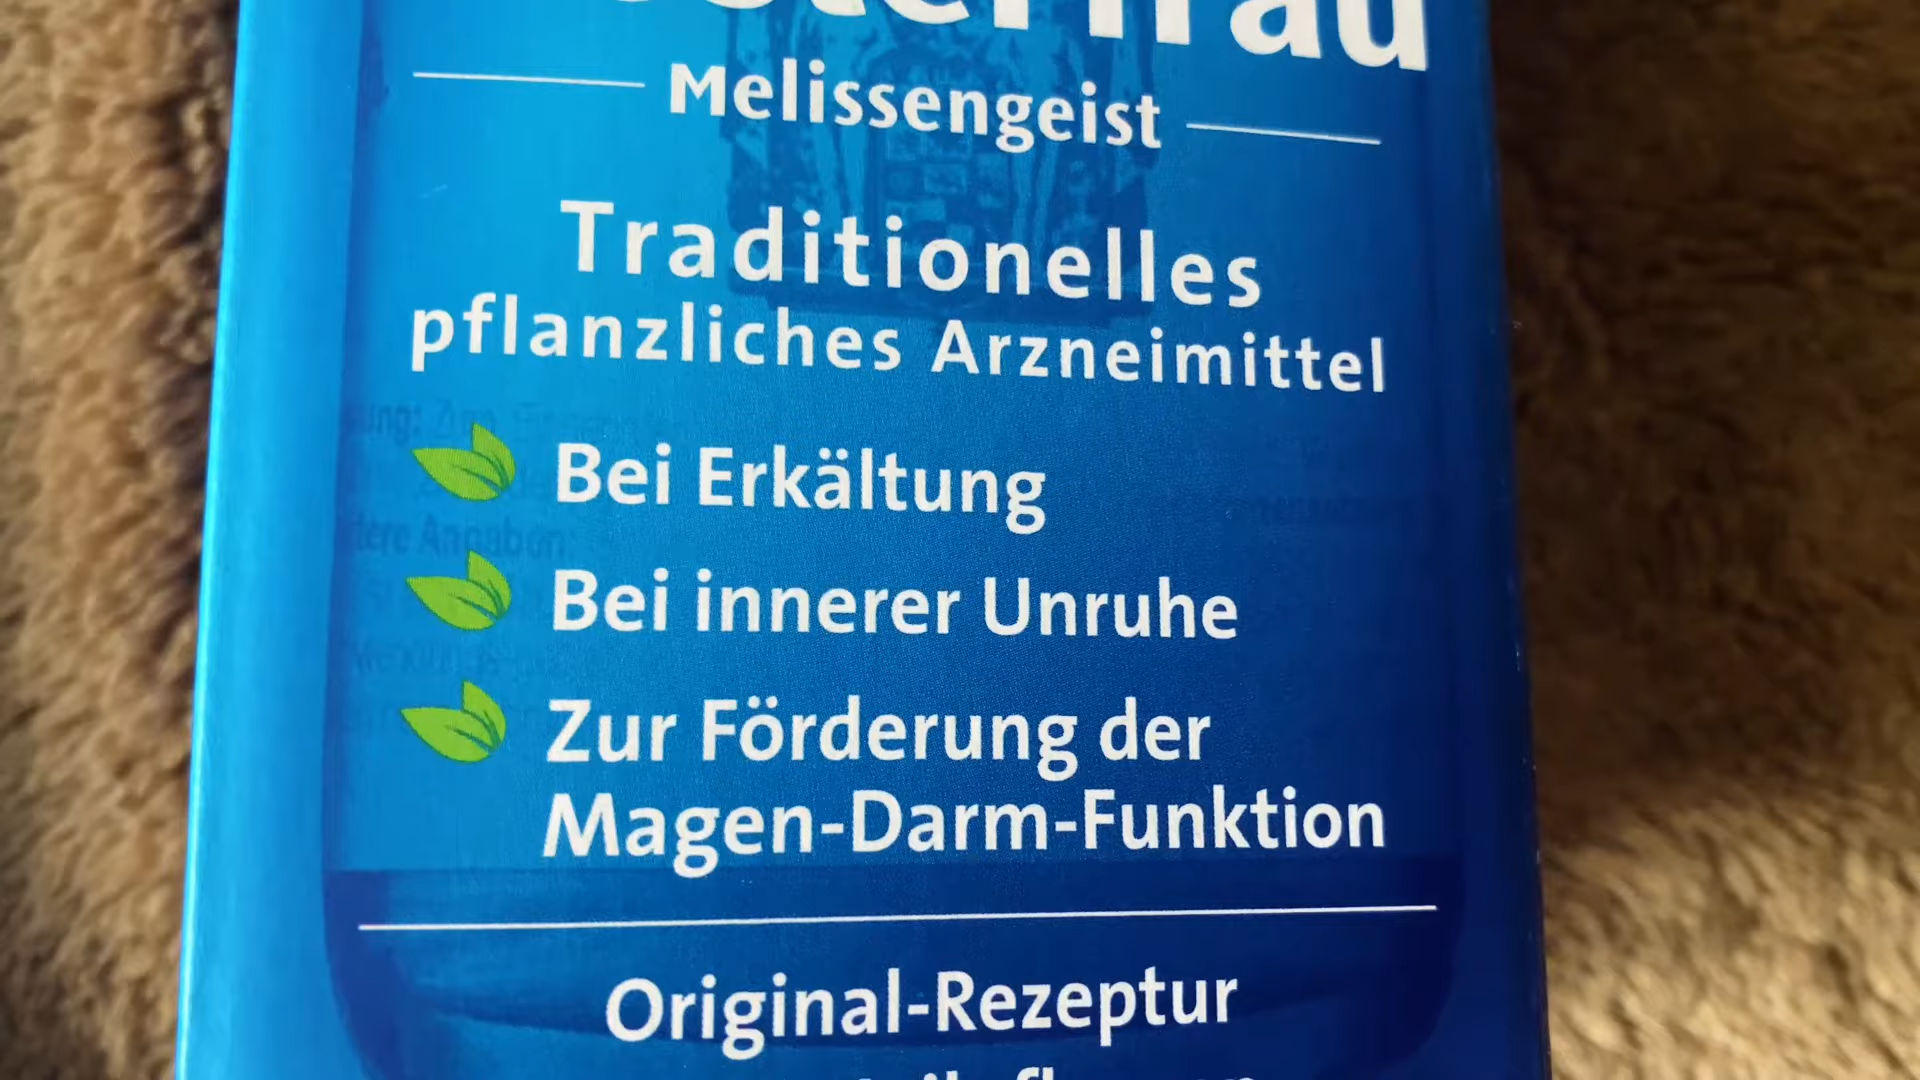 Melissengeist
Traditionelles
pflanzliches Arzneimittel
Bei Erkältung
Bei innerer Unruhe
Zur Förderung der
Magen-Darm-Funktion
Original-Rezeptur